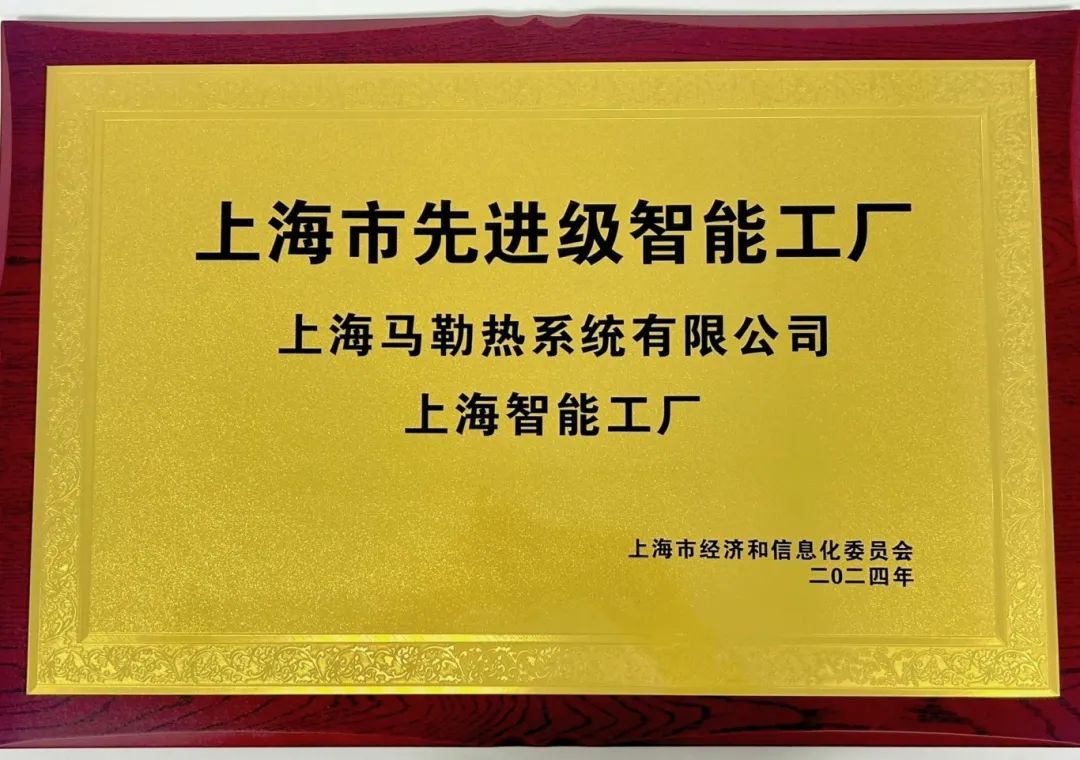 上海市先进级智能工厂
上海马勒热系统有限公司
上海智能工厂
上海市经济和信息化委员会
二0二四年